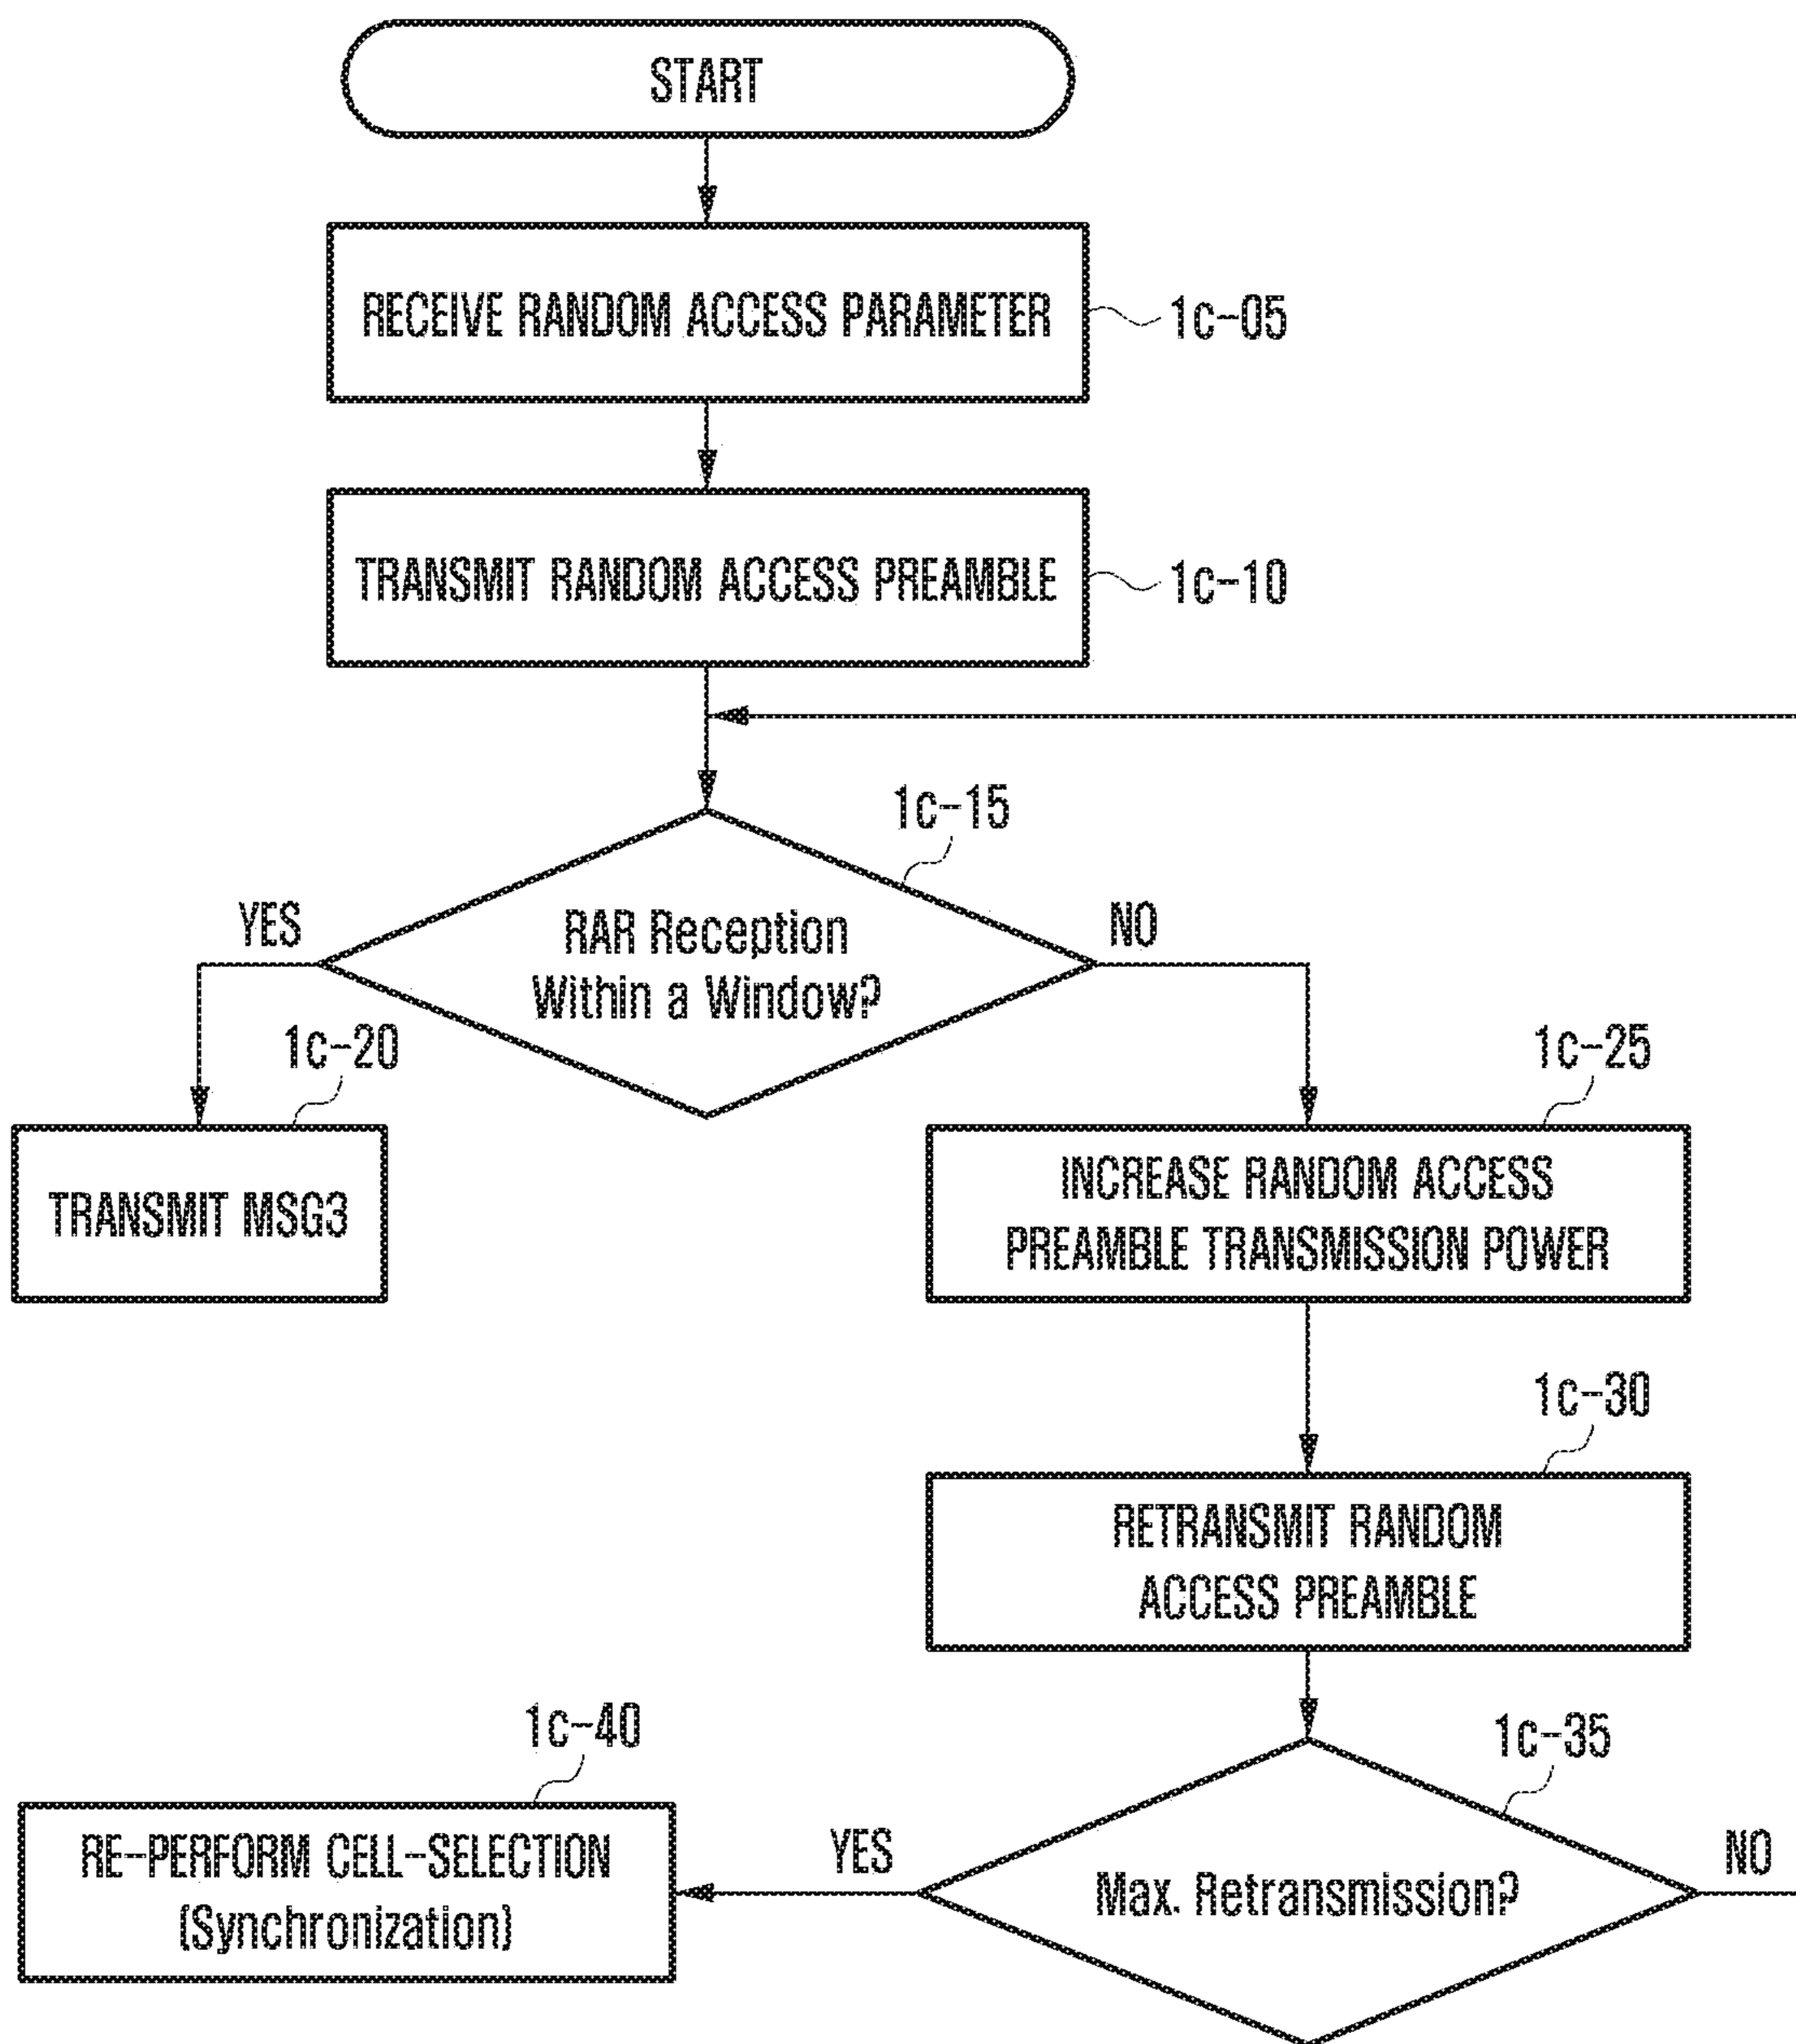 START
RECEIVE RANDOM ACCESS PARAMETER
1c-05
TRANSMIT RANDOM ACCESS PREAMBLE
1c-10
1c-15
YES
RAR Reception
Within a Window?
NO
1c-20
TRANSMIT MSG3
1c-25
INCREASE RANDOM ACCESS
PREAMBLE TRANSMISSION POWER
1c-30
RETRANSMIT RANDOM
ACCESS PREAMBLE
1c-40
RE-PERFORM CELL-SELECTION
(Synchronization)
1c-35
YES
Max. Retransmission?
NO